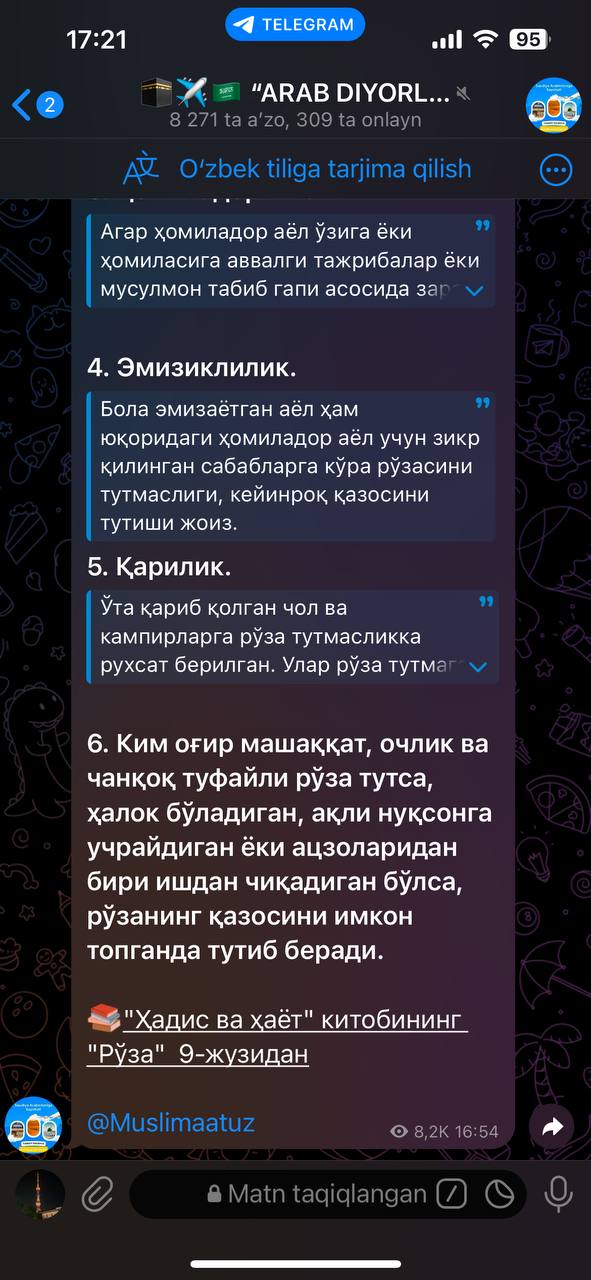 17:21
TELEGRAM
95
2
“ARAB DIYORL...
8 271 ta a’zo, 309 ta onlayn
O‘zbek tiliga tarjima qilish
Агар ҳомиладор аёл ўзига ёки
ҳомиласига аввалги тажрибалар ёки
мусулмон табиб гапи асосида зар
4. Эмизиклилик.
Бола эмизаётган аёл ҳам
юқоридаги ҳомиладор аёл учун зикр
қилинган сабабларга кўра рўзасини
тутмаслиги, кейинроқ қазосини
тутиши жоиз.
5. Қарилик.
Ўта қариб қолган чол ва
кампирларга рўза тутмасликка
рухсат берилган. Улар рўза тутмаг
6. Ким оғир машаққат, очлик ва
чанқоқ туфайли рўза тутса,
ҳалок бўладиган, ақли нуқсонга
учрайдиган ёки аъзоларидан
бири ишдан чиқадиган бўлса,
рўзанинг қазосини имкон
топганда тутиб беради.
"Ҳадис ва ҳаёт" китобининг
"Рўза" 9-жузидан
@Muslimaatuz
8,2K 16:54
Matn taqiqlangan